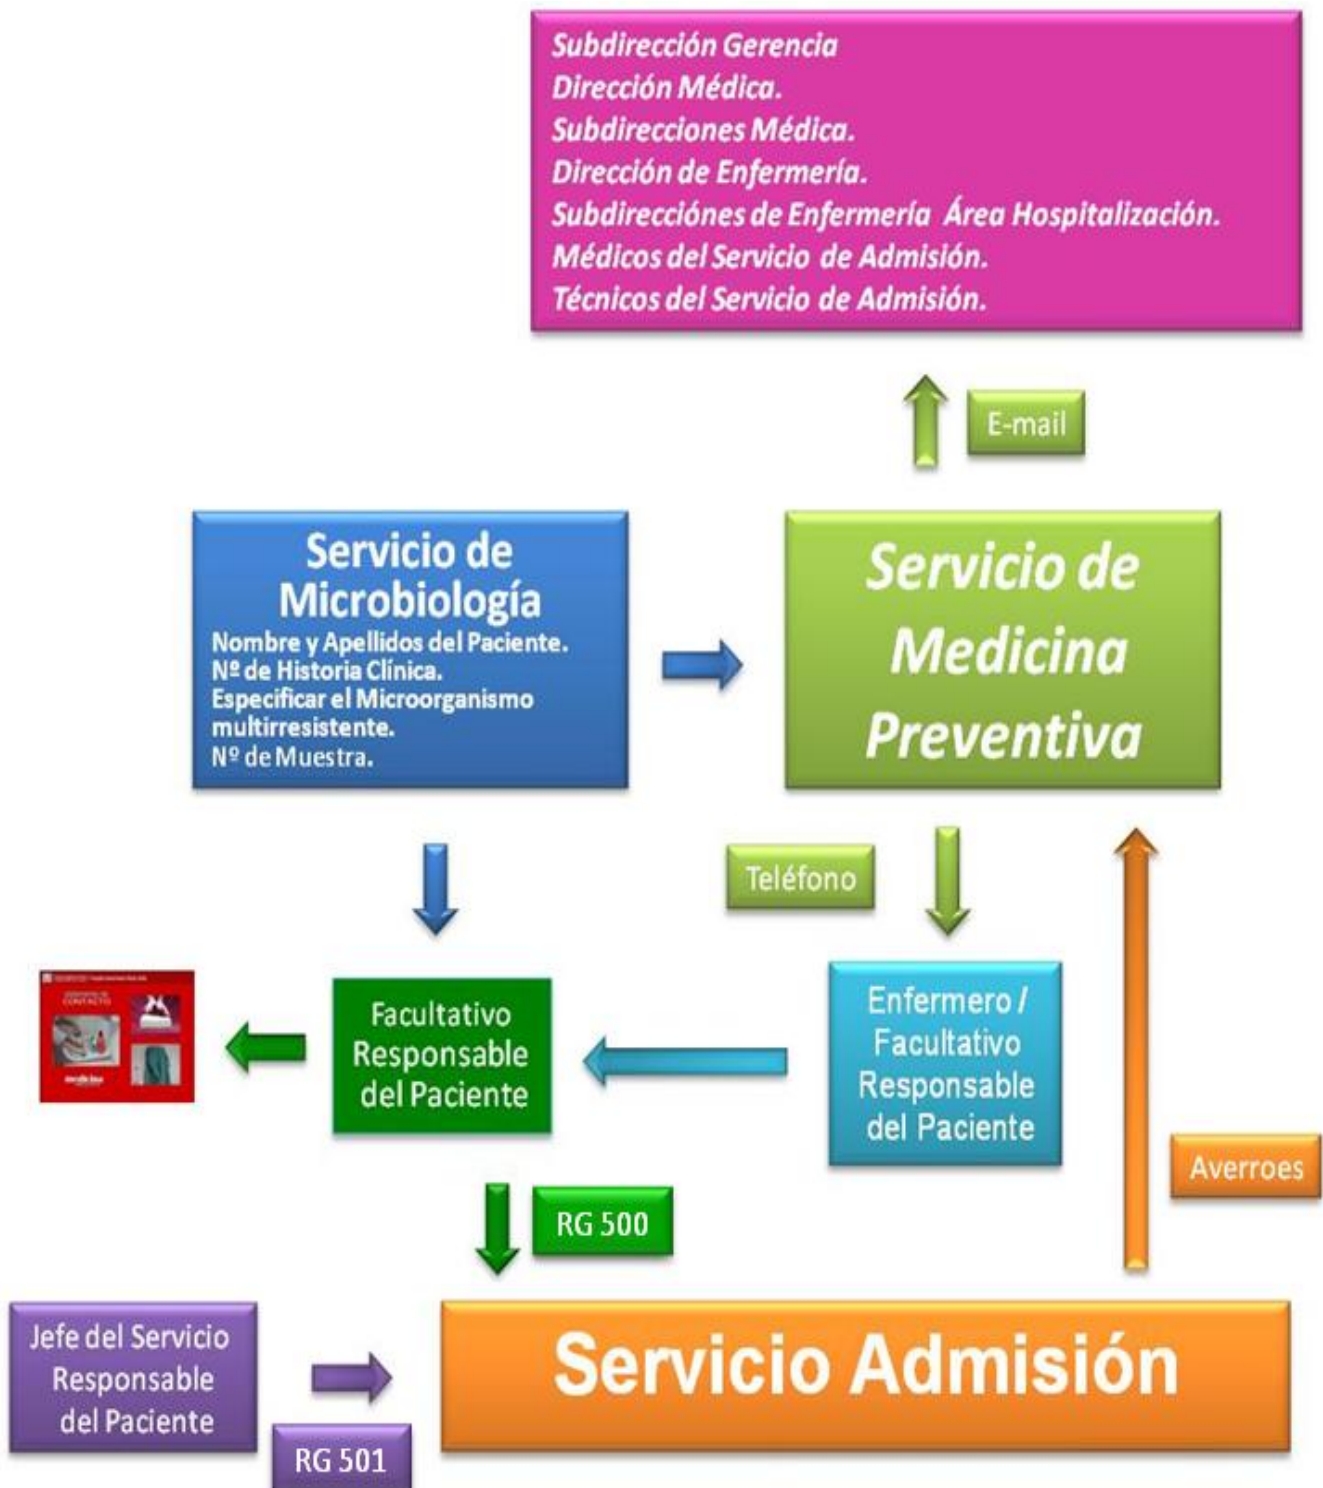 Subdirección Gerencia
Dirección Médica.
Subdirecciones Médica.
Dirección de Enfermería.
Subdirecciónes de Enfermería Área Hospitalización.
Médicos del Servicio de Admisión.
Técnicos del Servicio de Admisión.
E-mail
Servicio de
Microbiología
Nombre y Apellidos del Paciente.
Nº de Historia Clínica.
Especificar el Microorganismo
multirresistente.
Nº de Muestra.
Servicio de
Medicina
Preventiva
Teléfono
CONTACTO
Facultativo
Responsable
del Paciente
Enfermero /
Facultativo
Responsable
del Paciente
Averroes
RG 500
Jefe del Servicio
Responsable
del Paciente
RG 501
Servicio Admisión